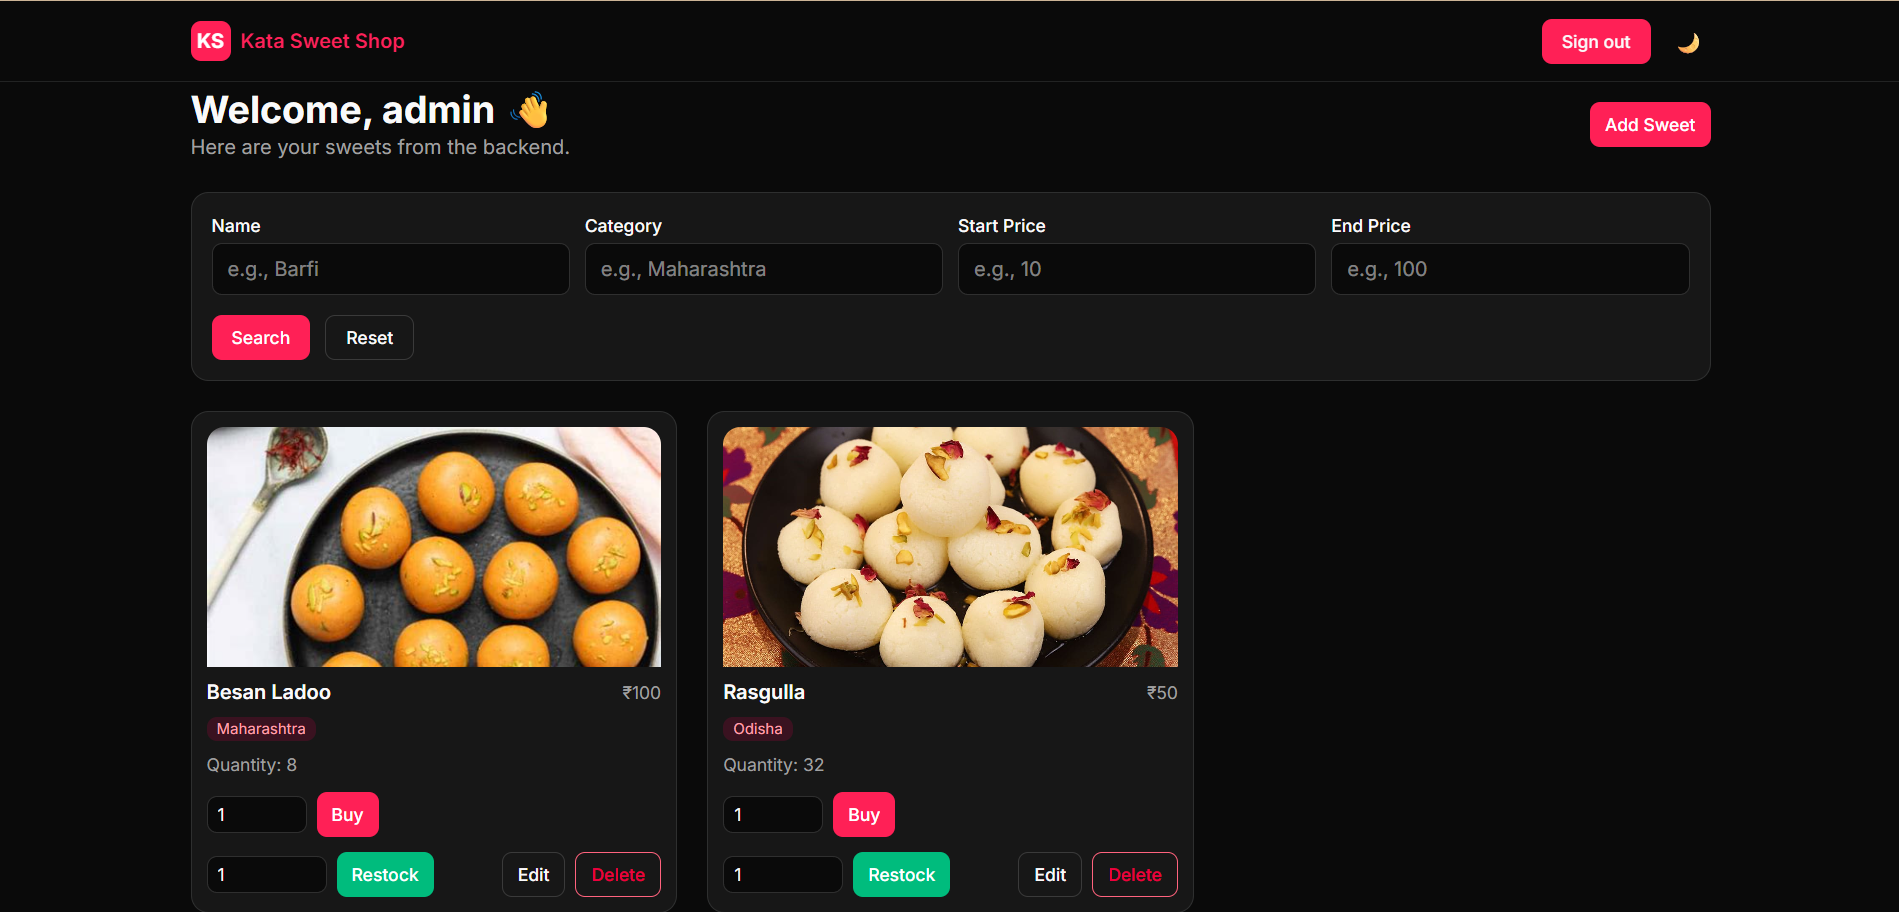 KS Kata Sweet Shop
Sign out
Welcome, admin 👋
Here are your sweets from the backend.
Add Sweet
Name
Category
Start Price
End Price
e.g., Barfi
e.g., Maharashtra
e.g., 10
e.g., 100
Search
Reset
Besan Ladoo
₹100
Maharashtra
Quantity: 8
1
Buy
1
Restock
Edit
Delete
Rasgulla
₹50
Odisha
Quantity: 32
1
Buy
1
Restock
Edit
Delete